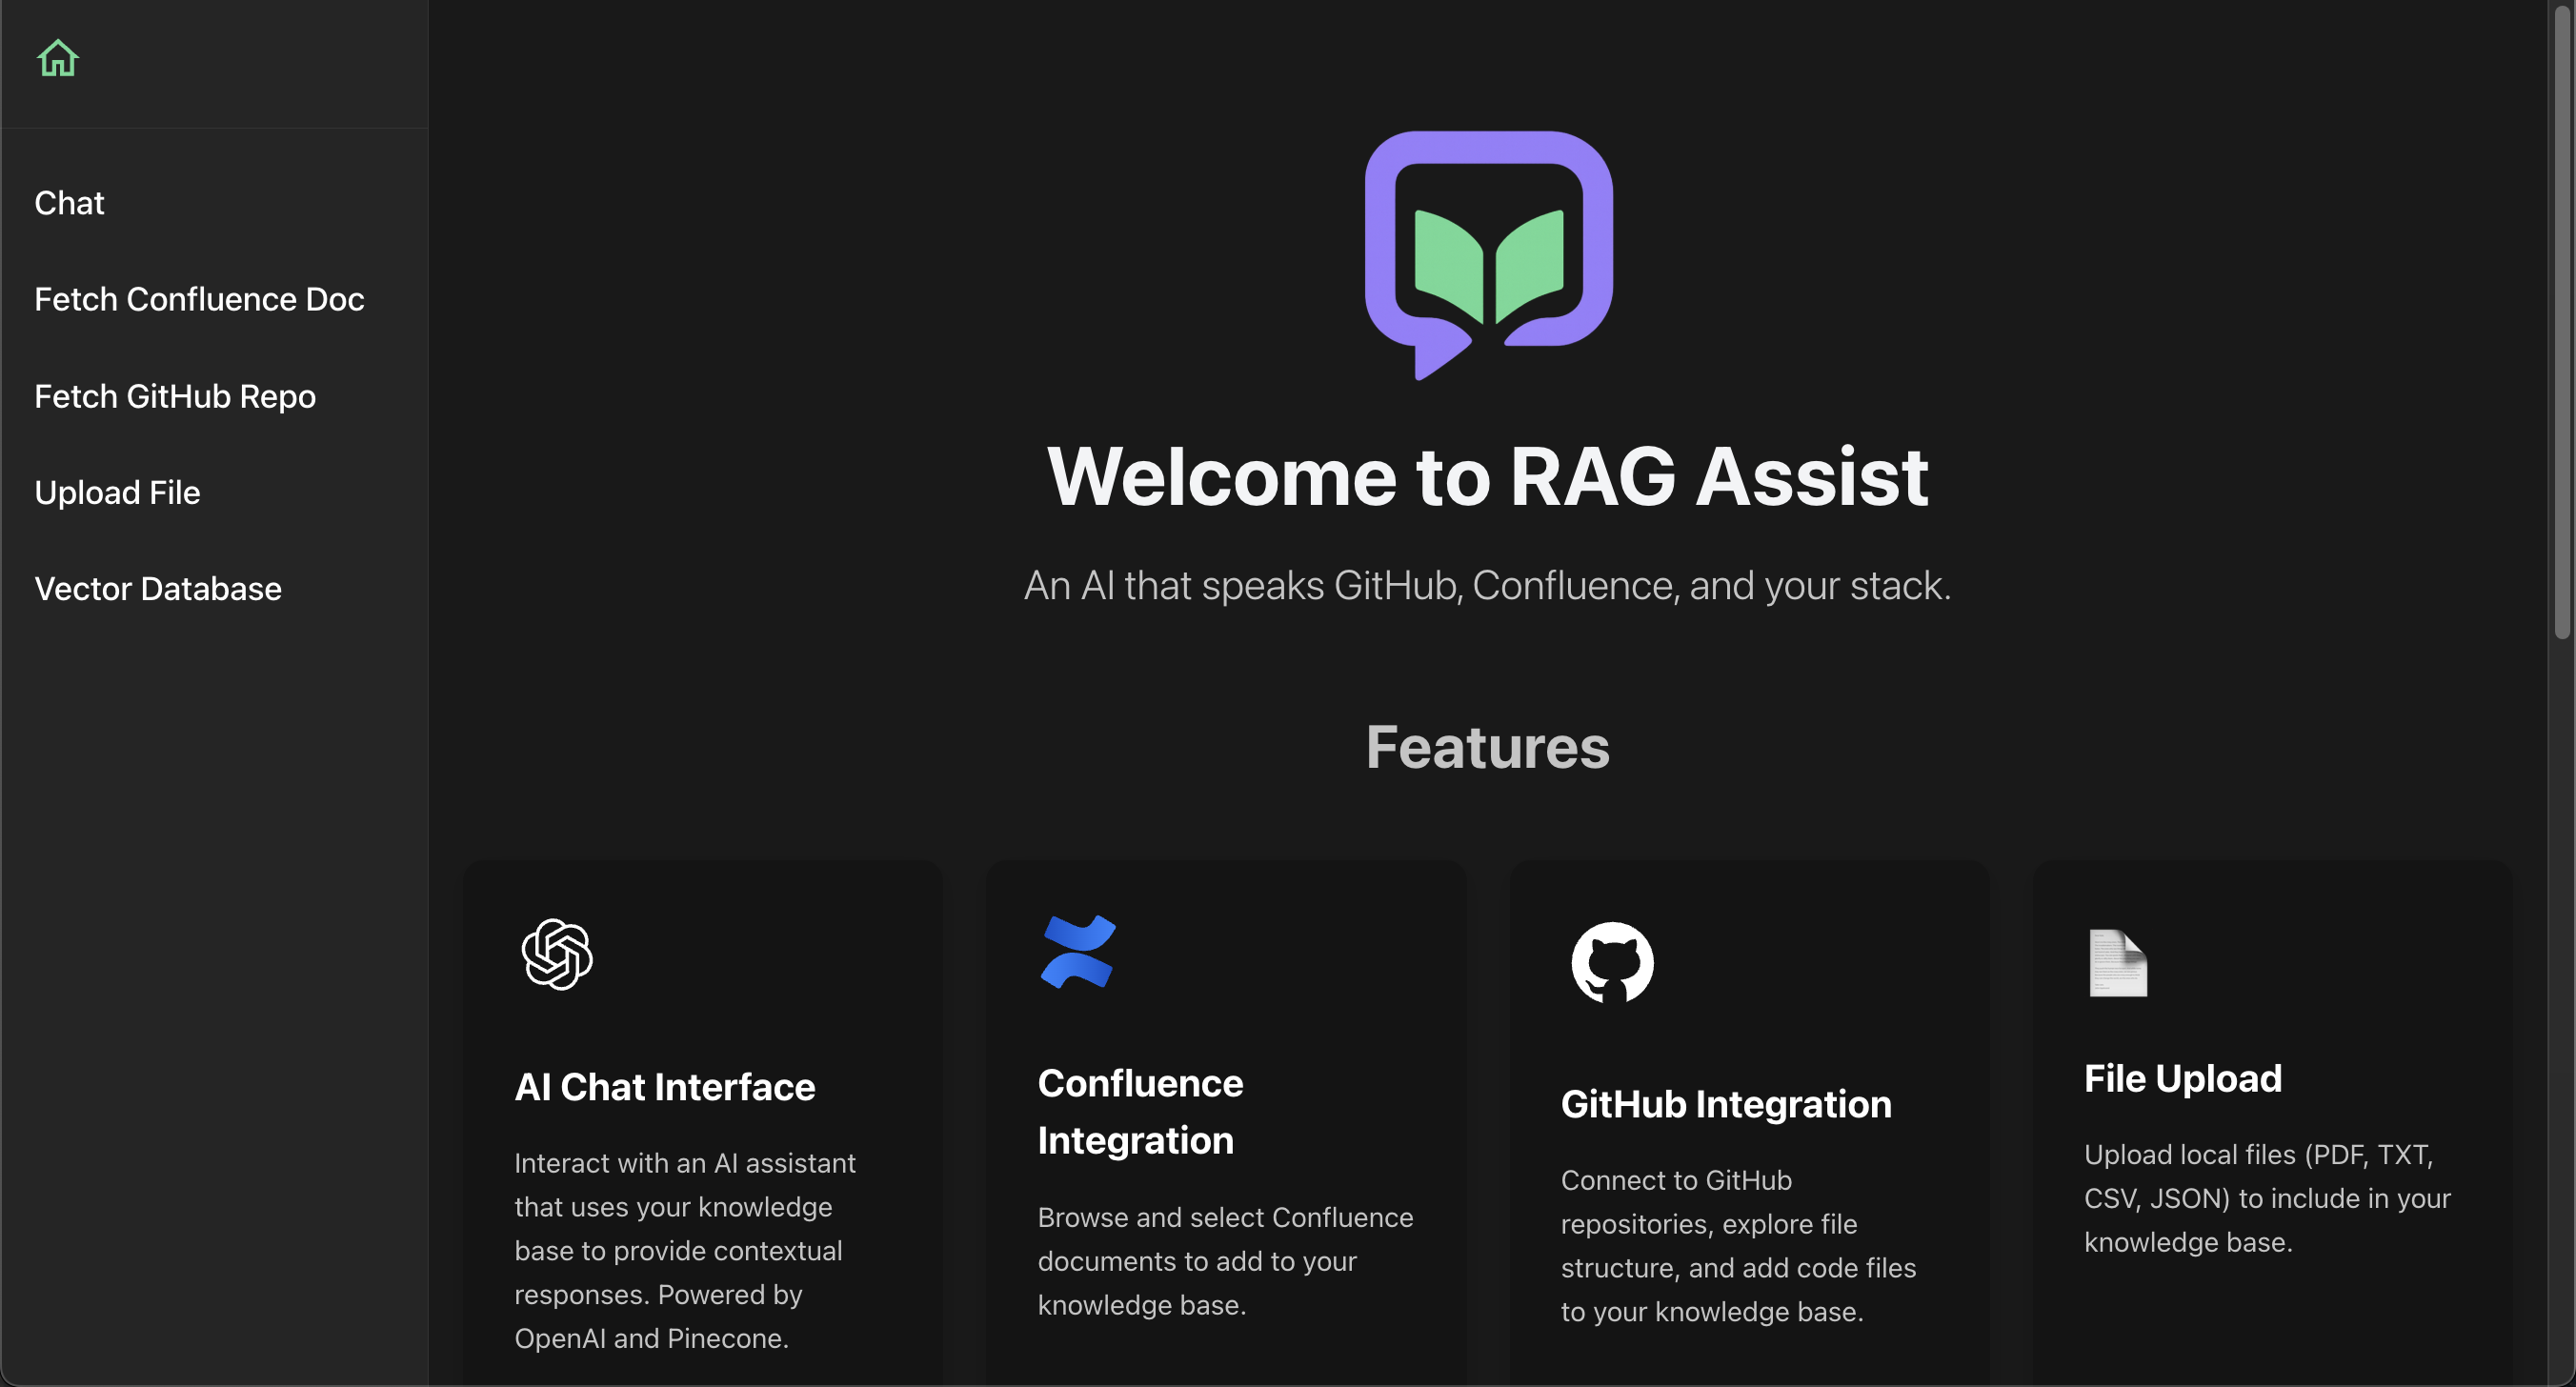 Chat
Fetch Confluence Doc
Fetch GitHub Repo
Upload File
Vector Database
Welcome to RAG Assist
An AI that speaks GitHub, Confluence, and your stack.
Features
AI Chat Interface
Interact with an AI assistant
that uses your knowledge
base to provide contextual
responses. Powered by
OpenAI and Pinecone.
Confluence
Integration
Browse and select Confluence
documents to add to your
knowledge base.
GitHub Integration
Connect to GitHub
repositories, explore file
structure, and add code files
to your knowledge base.
File Upload
Upload local files (PDF, TXT,
CSV, JSON) to include in your
knowledge base.